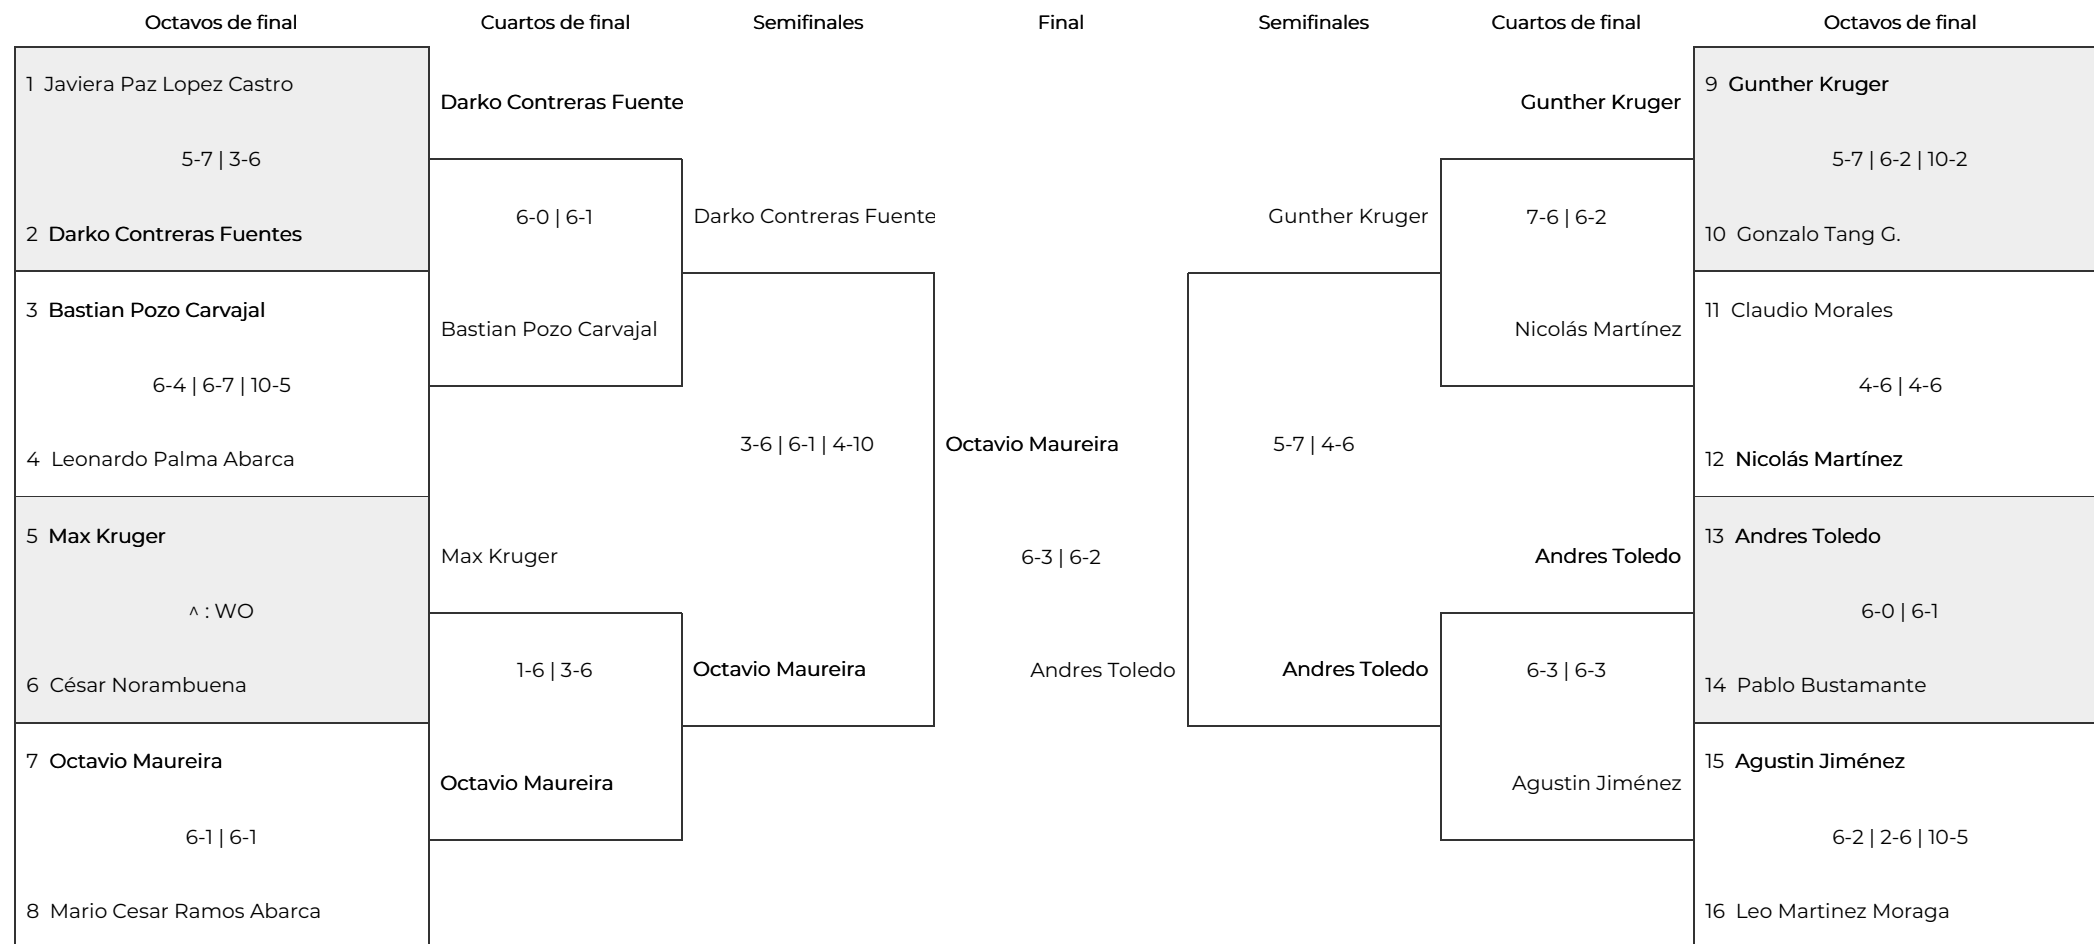 Octavos de final
Cuartos de final
Semifinales
Final
Semifinales
Cuartos de final
Octavos de final
1 Javiera Paz Lopez Castro
5-7 | 3-6
2 Darko Contreras Fuentes
3 Bastian Pozo Carvajal
6-4 | 6-7 | 10-5
4 Leonardo Palma Abarca
5 Max Kruger
^ : WO
6 César Norambuena
7 Octavio Maureira
6-1 | 6-1
8 Mario Cesar Ramos Abarca
Darko Contreras Fuente
6-0 | 6-1
Bastian Pozo Carvajal
Max Kruger
1-6 | 3-6
Octavio Maureira
Darko Contreras Fuente
3-6 | 6-1 | 4-10
Octavio Maureira
Octavio Maureira
6-3 | 6-2
Andres Toledo
Gunther Kruger
5-7 | 4-6
Andres Toledo
Gunther Kruger
7-6 | 6-2
Nicolás Martínez
Andres Toledo
6-3 | 6-3
Agustin Jiménez
9 Gunther Kruger
5-7 | 6-2 | 10-2
10 Gonzalo Tang G.
11 Claudio Morales
4-6 | 4-6
12 Nicolás Martínez
13 Andres Toledo
6-0 | 6-1
14 Pablo Bustamante
15 Agustin Jiménez
6-2 | 2-6 | 10-5
16 Leo Martinez Moraga